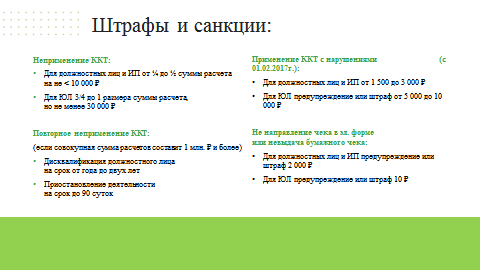 Штрафы и санкции:
Неприменение ККТ:
• Для должностных лиц и ИП от ¼ до ½ суммы расчета
на не < 10 000 ₽
• Для ЮЛ 3/4 до 1 размера суммы расчета,
но не менее 30 000 ₽
Повторное неприменение ККТ:
(если совокупная сумма расчетов составит 1 млн. ₽ и более)
• Дисквалификация должностного лица
на срок от года до двух лет
• Приостановление деятельности
на срок до 90 суток
Применение ККТ с нарушениями (с
01.02.2017г.):
• Для должностных лиц и ИП от 1 500 до 3 000 ₽
• Для ЮЛ предупреждение или штраф от 5 000 до 10
000 ₽
Не направление чека в эл. форме
или невыдача бумажного чека:
• Для должностных лиц и ИП предупреждение или
штраф 2 000 ₽
• Для ЮЛ предупреждение или штраф 10 ₽